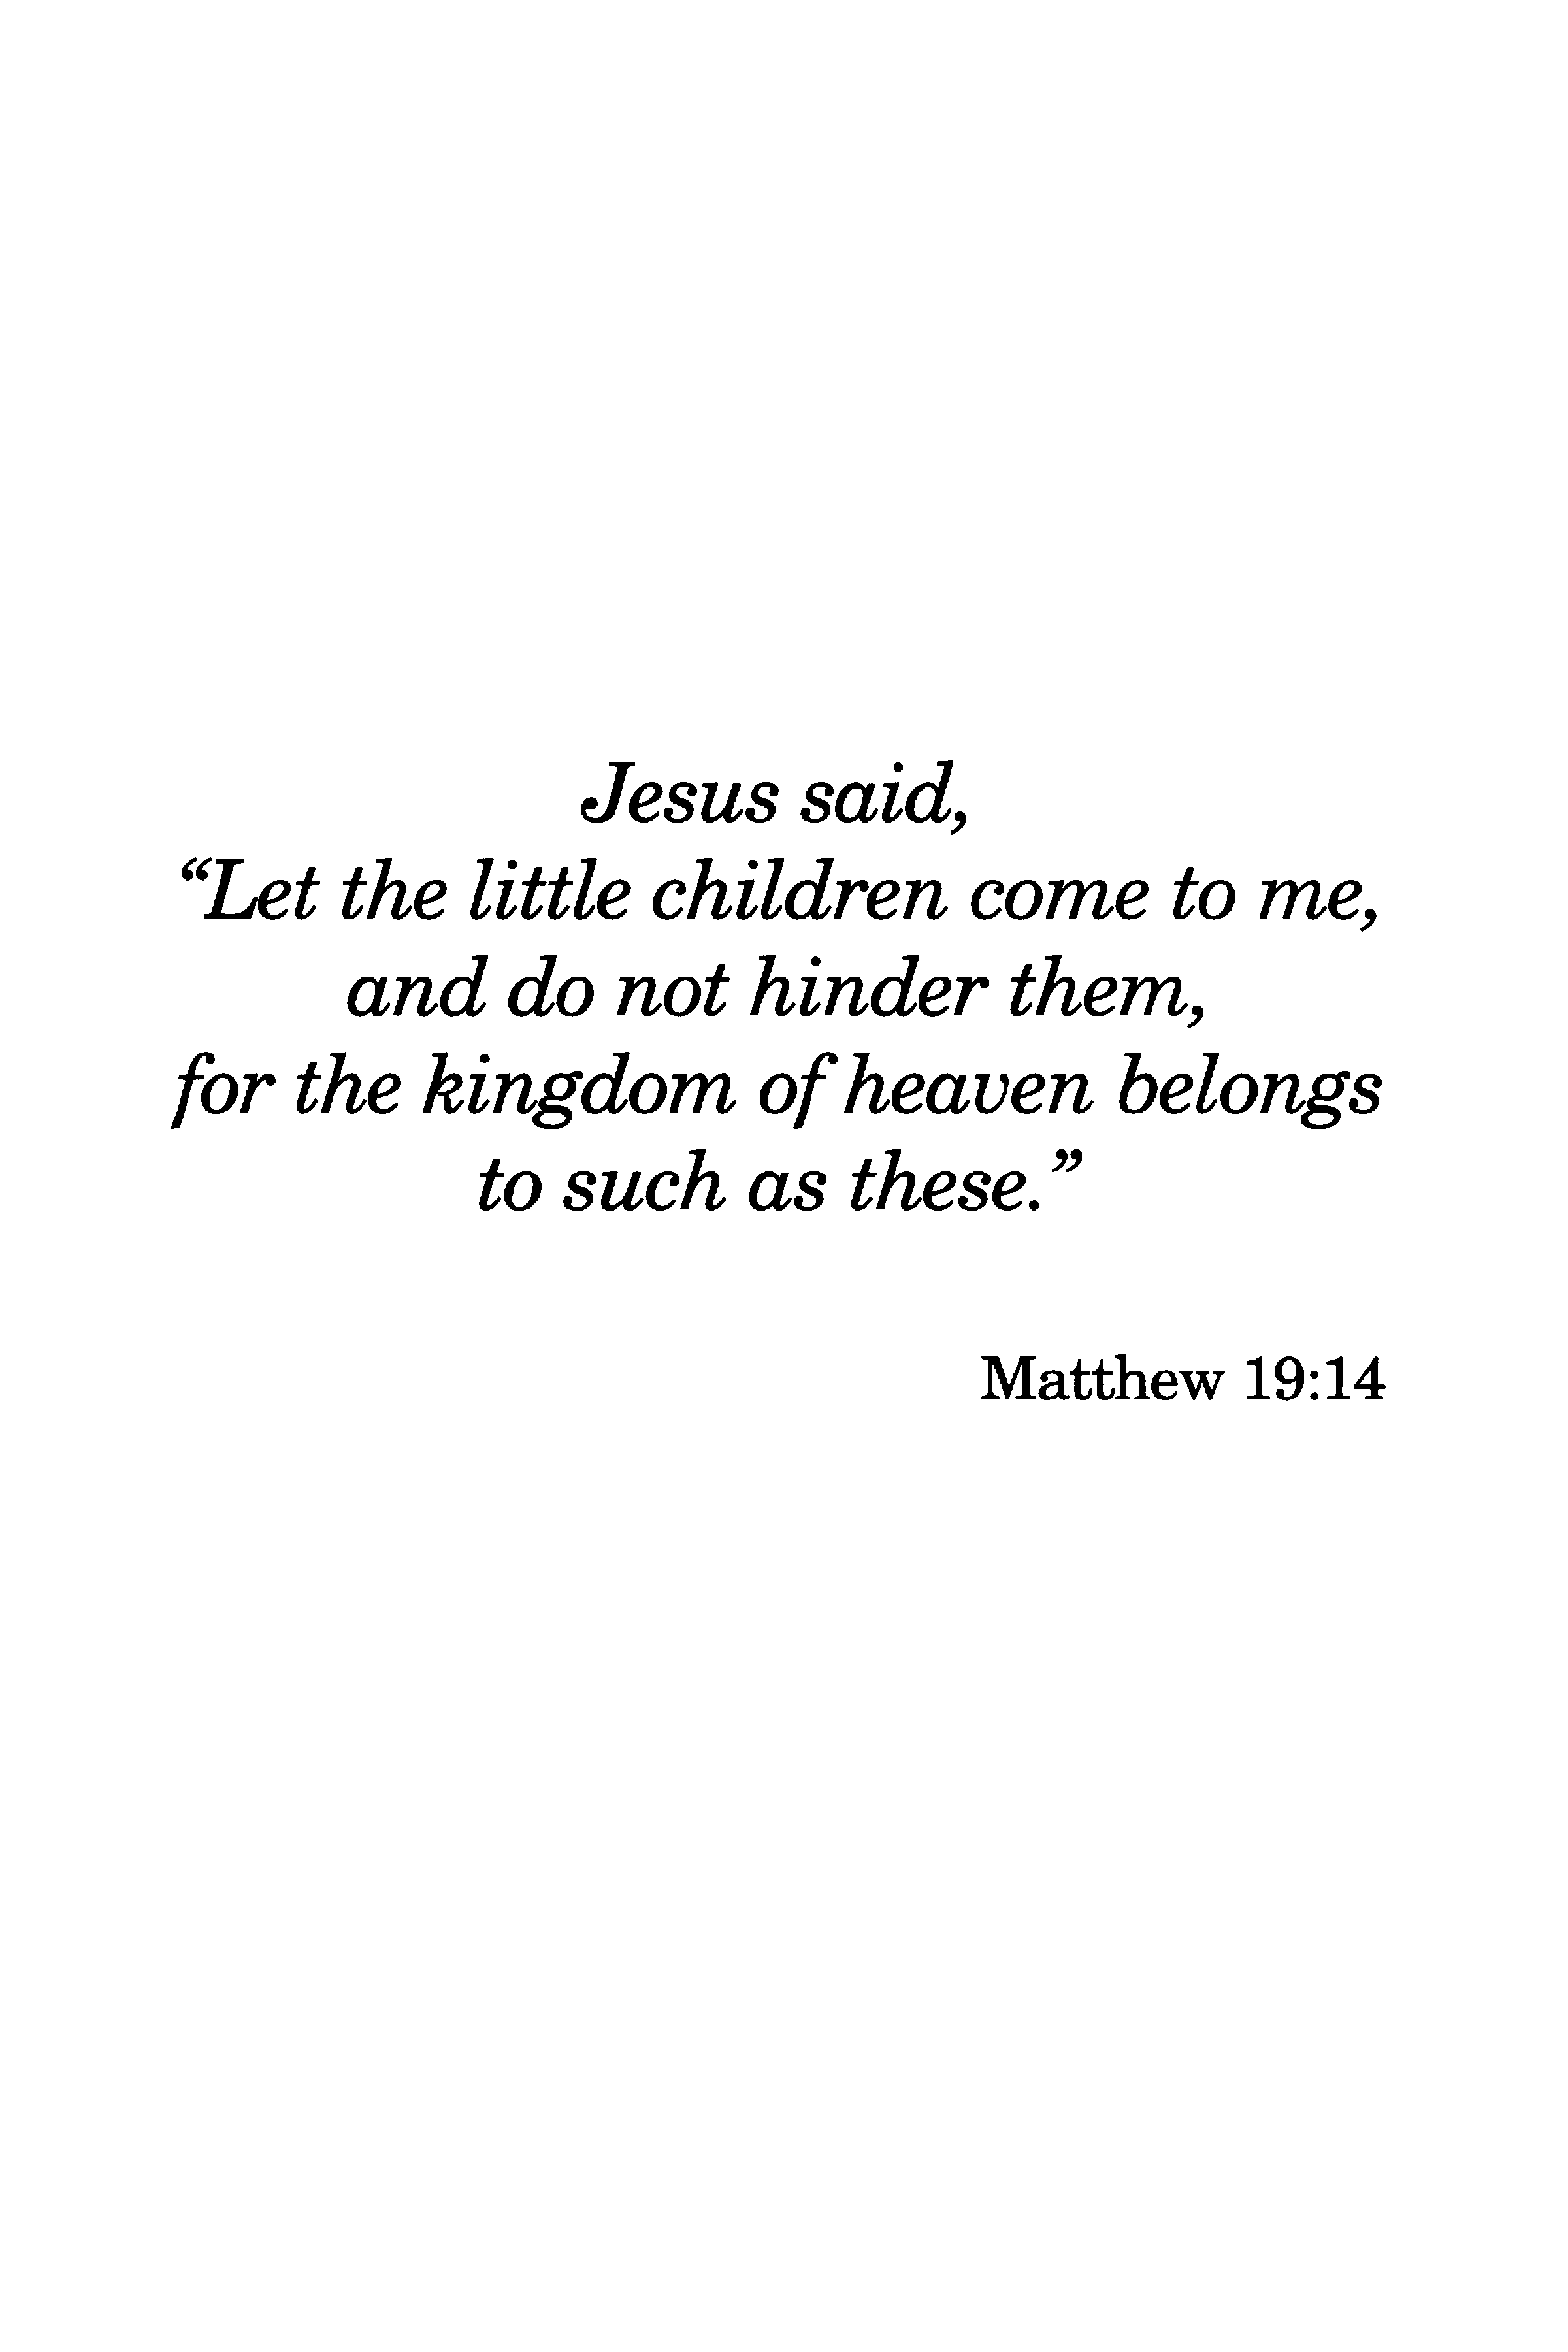 Jesus said,
“Let the little children come to me,
and do not hinder them,
for the kingdom of heaven belongs
to such as these.”
Matthew 19:14